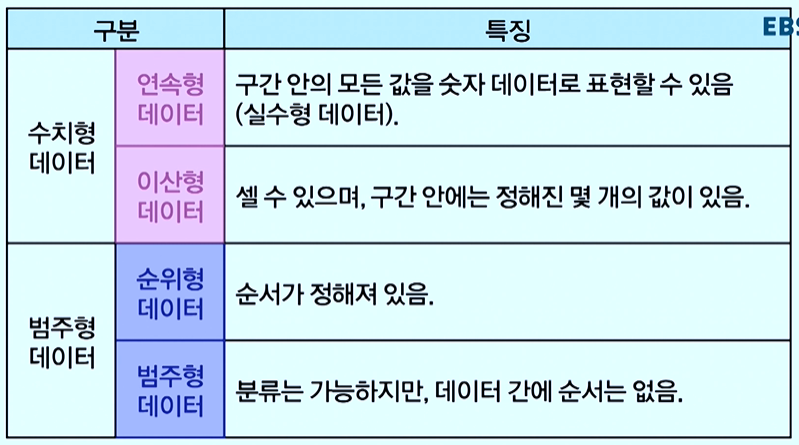 구분 특징 EBS
수치형
데이터
연속형
데이터
구간 안의 모든 값을 숫자 데이터로 표현할 수 있음
(실수형 데이터).
이산형
데이터
셀 수 있으며, 구간 안에는 정해진 몇 개의 값이 있음.
범주형
데이터
순위형
데이터
순서가 정해져 있음.
범주형
데이터
분류는 가능하지만, 데이터 간에 순서는 없음.